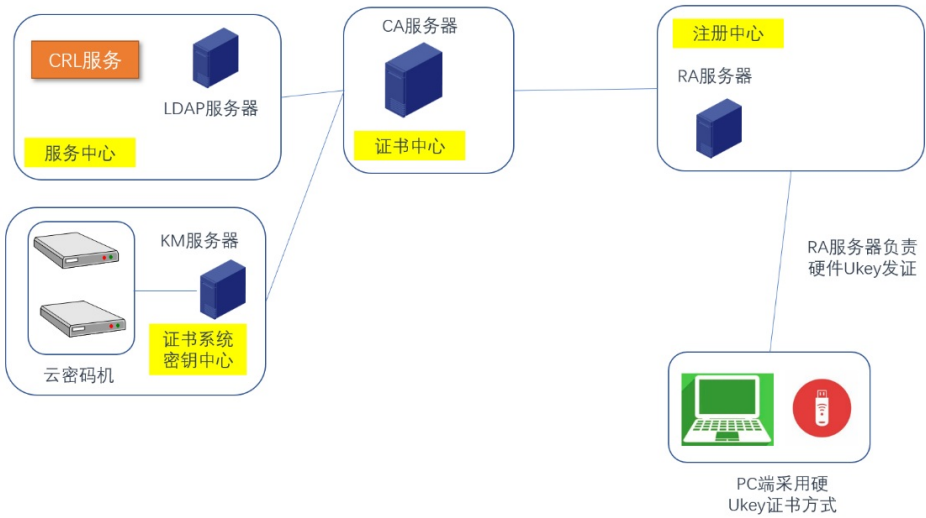 CRL服务
LDAP服务器
服务中心
CA服务器
证书中心
注册中心
RA服务器
KM服务器
证书系统
密钥中心
云密码机
RA服务器负责
硬件Ukey发证
PC端采用硬
Ukey证书方式